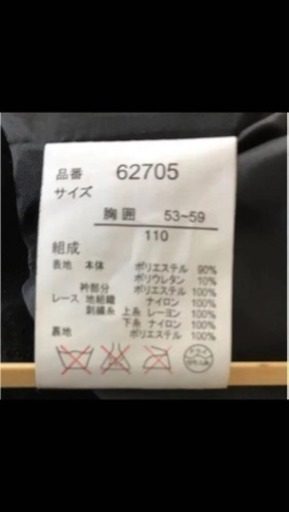 品番 62705
サイズ
胸囲 53~59
110
組成
表地 本体 ポリエステル 90%
ポリウレタン 10%
衿部分 ポリエステル 100%
レース 地組織 ナイロン 100%
刺繍糸 上糸 レーヨン 100%
下糸 ナイロン 100%
裏地 ポリエステル 100%
ドライ